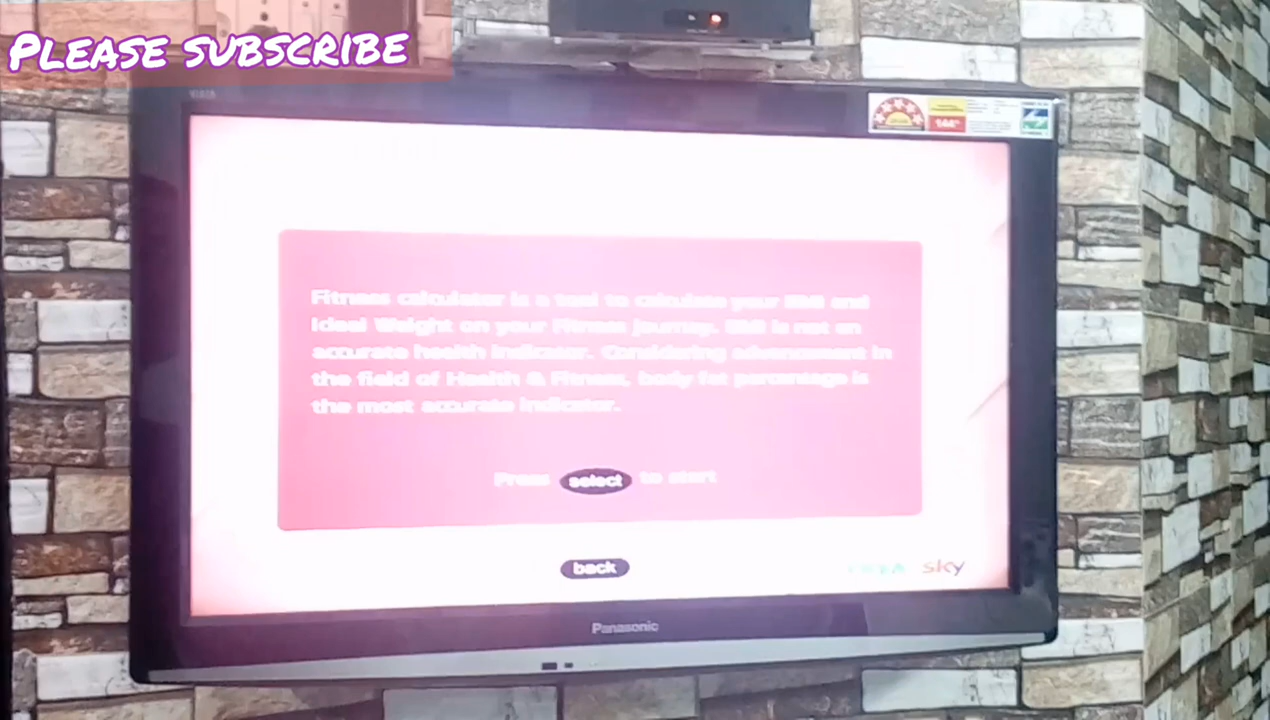 PLEASE SUBSCRIBE
144*
Fitness calculator is a tool to calculate your BMI and
Ideal Weight on your Fitness journey. BMI is not an
accurate health indicator. Considering advancement in
the field of Health & Fitness, body fat percentage is
the most accurate indicator.
Press select to start
back
sky
Panasonic